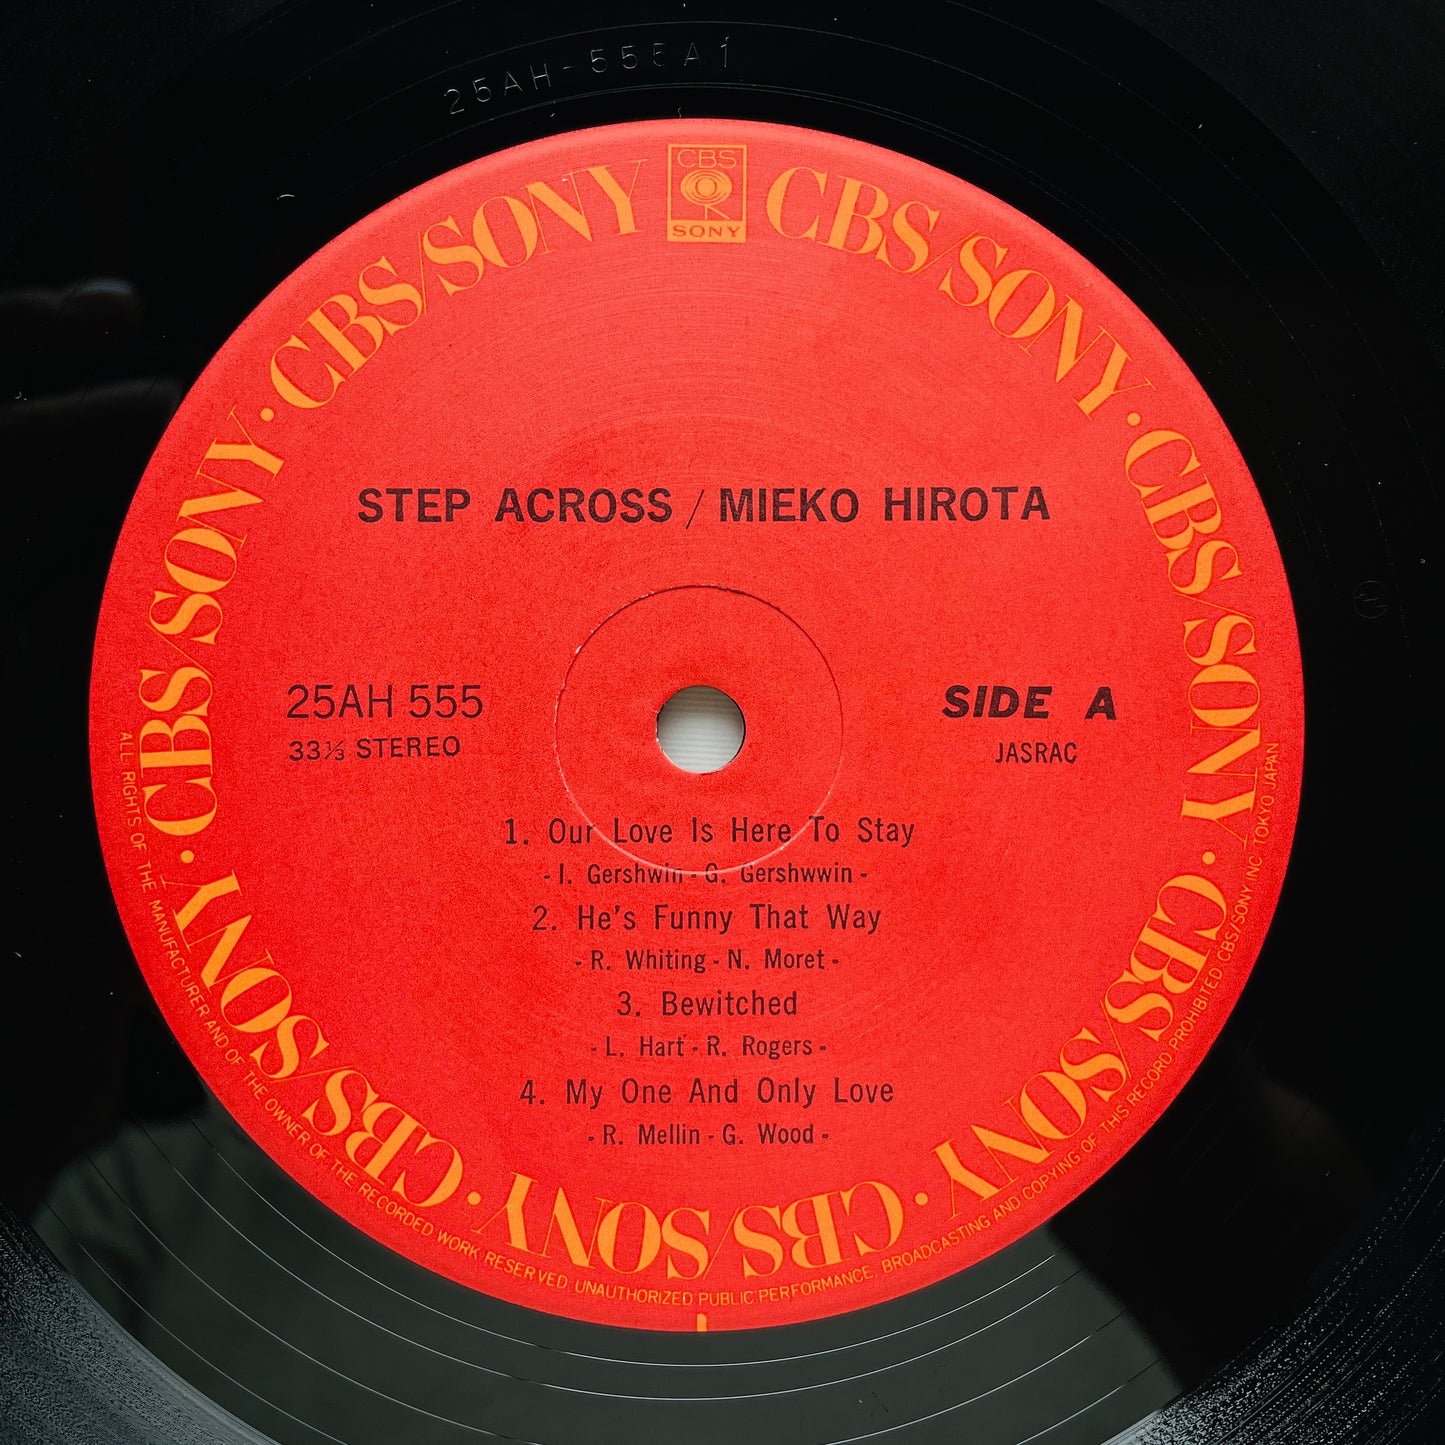 25AH-555A1
CBS
SONY
CBS/SONY · CBS/SONY · CBS/SONY · CBS/SONY · CBS/SONY · CBS/SONY · CBS/SONY · CBS/SONY
STEP ACROSS / MIEKO HIROTA
25AH 555
33⅓ STEREO
SIDE A
JASRAC
1. Our Love Is Here To Stay
- I. Gershwin - G. Gershwwin -
2. He's Funny That Way
- R. Whiting - N. Moret -
3. Bewitched
- L. Hart - R. Rogers -
4. My One And Only Love
- R. Mellin - G. Wood -
ALL RIGHTS OF THE MANUFACTURER AND OF THE OWNER OF THE RECORDED WORK RESERVED UNAUTHORIZED PUBLIC PERFORMANCE, BROADCASTING AND COPYING OF THIS RECORD PROHIBITED CBS/SONY INC TOKYO JAPAN